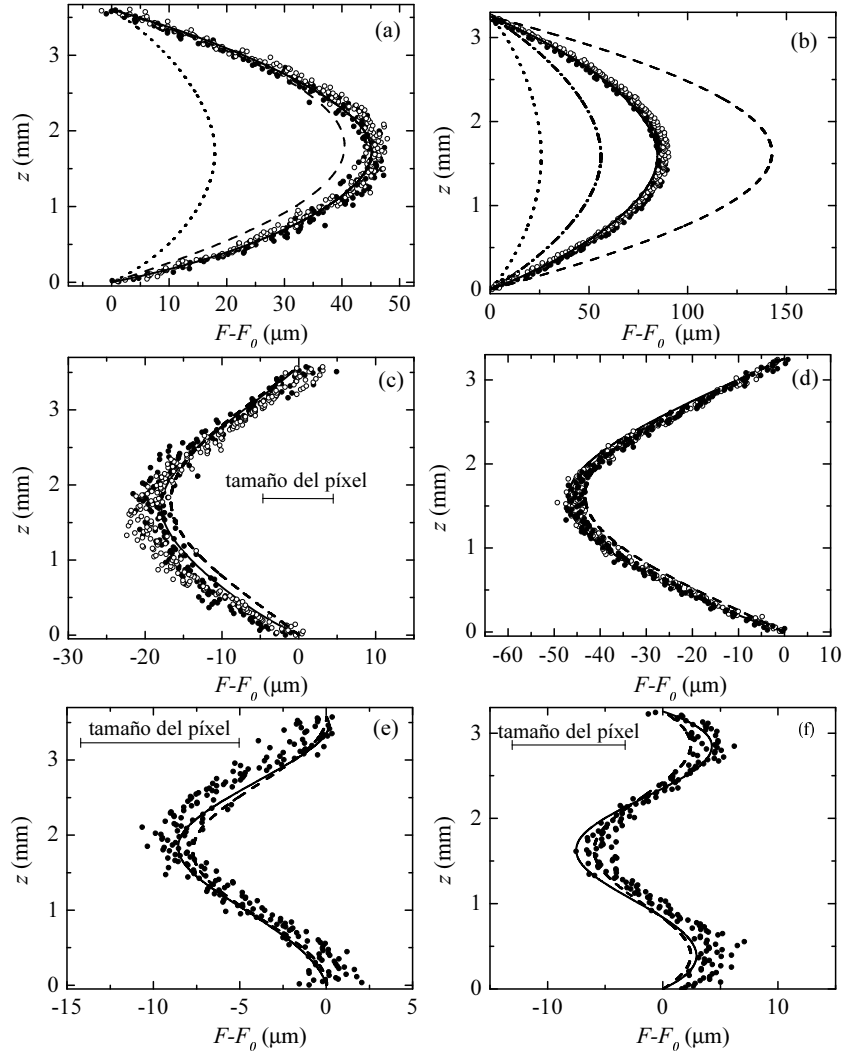 (a)
z (mm)
3
2
1
0
0 10 20 30 40 50
F-F₀ (µm)
(b)
z (mm)
3
2
1
0
0 50 100 150
F-F₀ (µm)
(c)
tamaño del píxel
z (mm)
3
2
1
0
-30 -20 -10 0 10
F-F₀ (µm)
(d)
z (mm)
3
2
1
0
-60 -50 -40 -30 -20 -10 0 10
F-F₀ (µm)
(e)
tamaño del píxel
z (mm)
3
2
1
0
-15 -10 -5 0 5
F-F₀ (µm)
(f)
tamaño del píxel
z (mm)
3
2
1
0
-10 0 10
F-F₀ (µm)